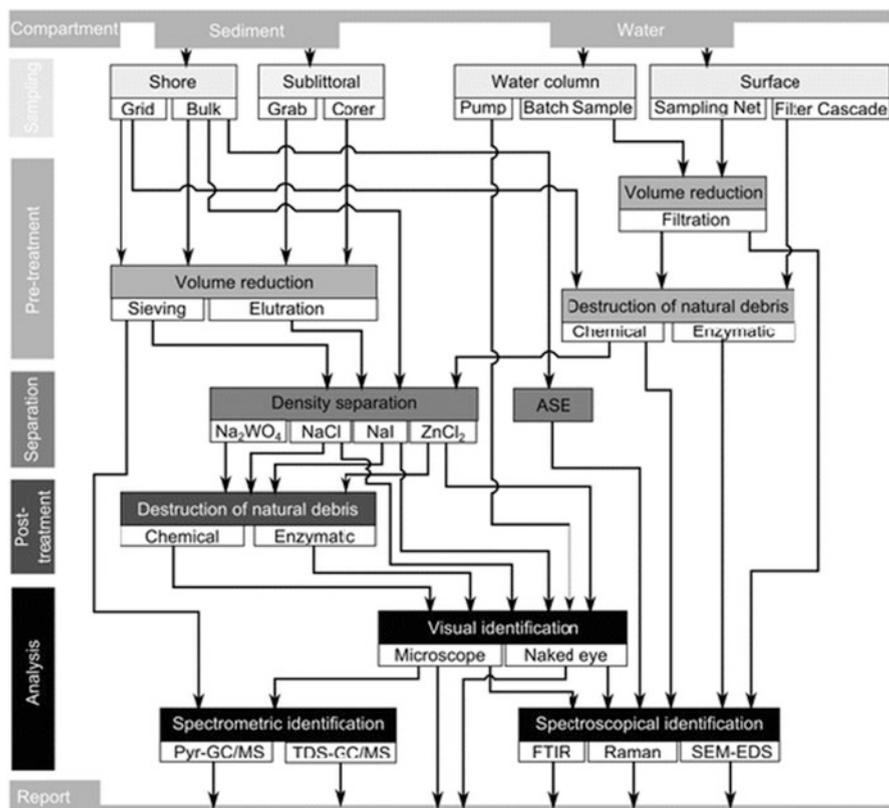 Compartment
Sediment
Water
Sampling
Shore
Sublittoral
Water column
Surface
Grid
Bulk
Grab
Corer
Pump
Batch Sample
Sampling Net
Filter Cascade
Pre-treatment
Volume reduction
Filtration
Volume reduction
Sieving
Elutration
Destruction of natural debris
Chemical
Enzymatic
Separation
Density separation
ASE
Na₂WO₄
NaCl
NaI
ZnCl₂
Post-
treatment
Destruction of natural debris
Chemical
Enzymatic
Analysis
Visual identification
Microscope
Naked eye
Spectrometric identification
Spectroscopical identification
Pyr-GC/MS
TDS-GC/MS
FTIR
Raman
SEM-EDS
Report